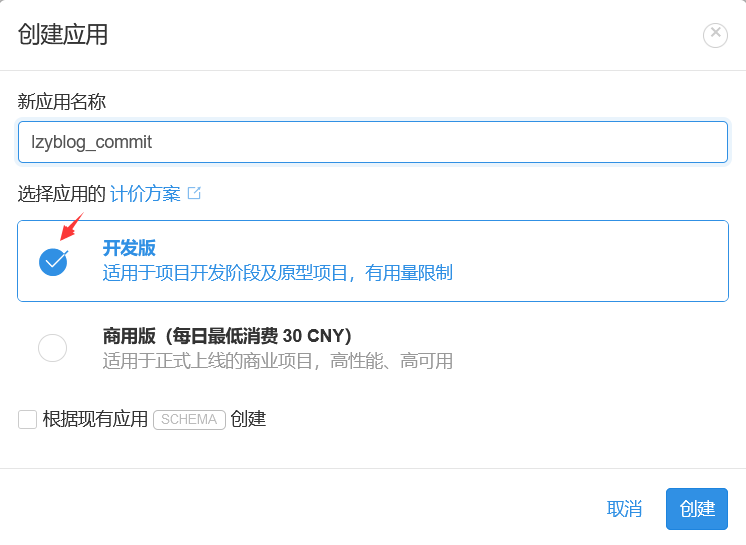 创建应用
新应用名称
lzyblog_commit
选择应用的 计价方案
开发版
适用于项目开发阶段及原型项目，有用量限制
商用版（每日最低消费 30 CNY）
适用于正式上线的商业项目，高性能、高可用
根据现有应用 SCHEMA 创建
取消 创建